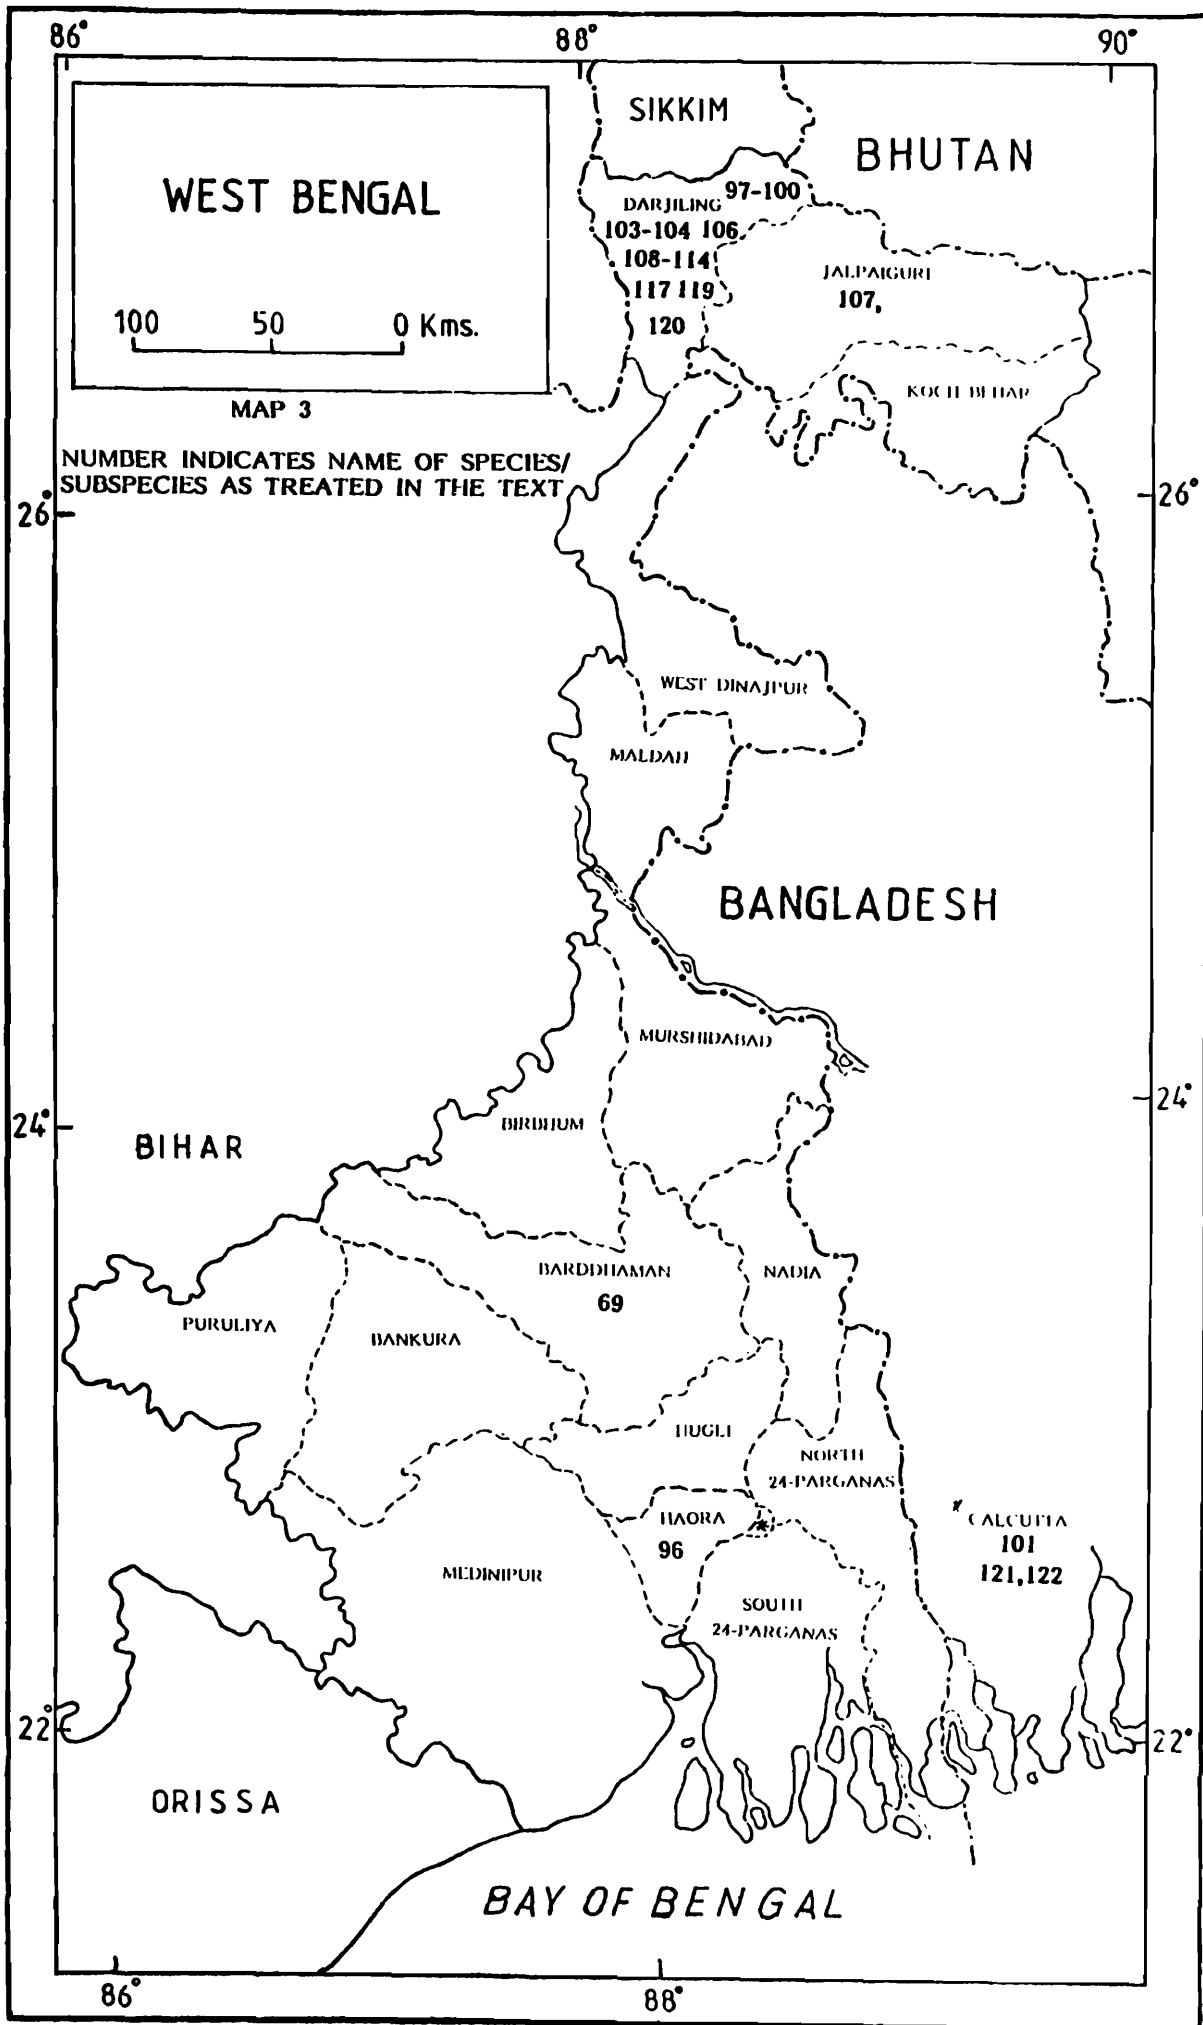 86° 88° 90°
SIKKIM
BHUTAN
WEST BENGAL
97-100
DARJILING
103-104 106
108-114
117 119
120
JALPAIGURI
107,
100 50 0 Kms.
KOCH BEHAR
MAP 3
NUMBER INDICATES NAME OF SPECIES/
SUBSPECIES AS TREATED IN THE TEXT
26° 26°
WEST DINAJPUR
MALDAH
BANGLADESH
MURSHIDABAD
24° 24°
BIRBHUM
BIHAR
BARDDHAMAN
69
NADIA
PURULIYA
BANKURA
HUGLI
NORTH
24-PARGANAS
HAORA
96
* CALCUTTA
101
121,122
MEDINIPUR
SOUTH
24-PARGANAS
22° 22°
ORISSA
BAY OF BENGAL
86° 88°